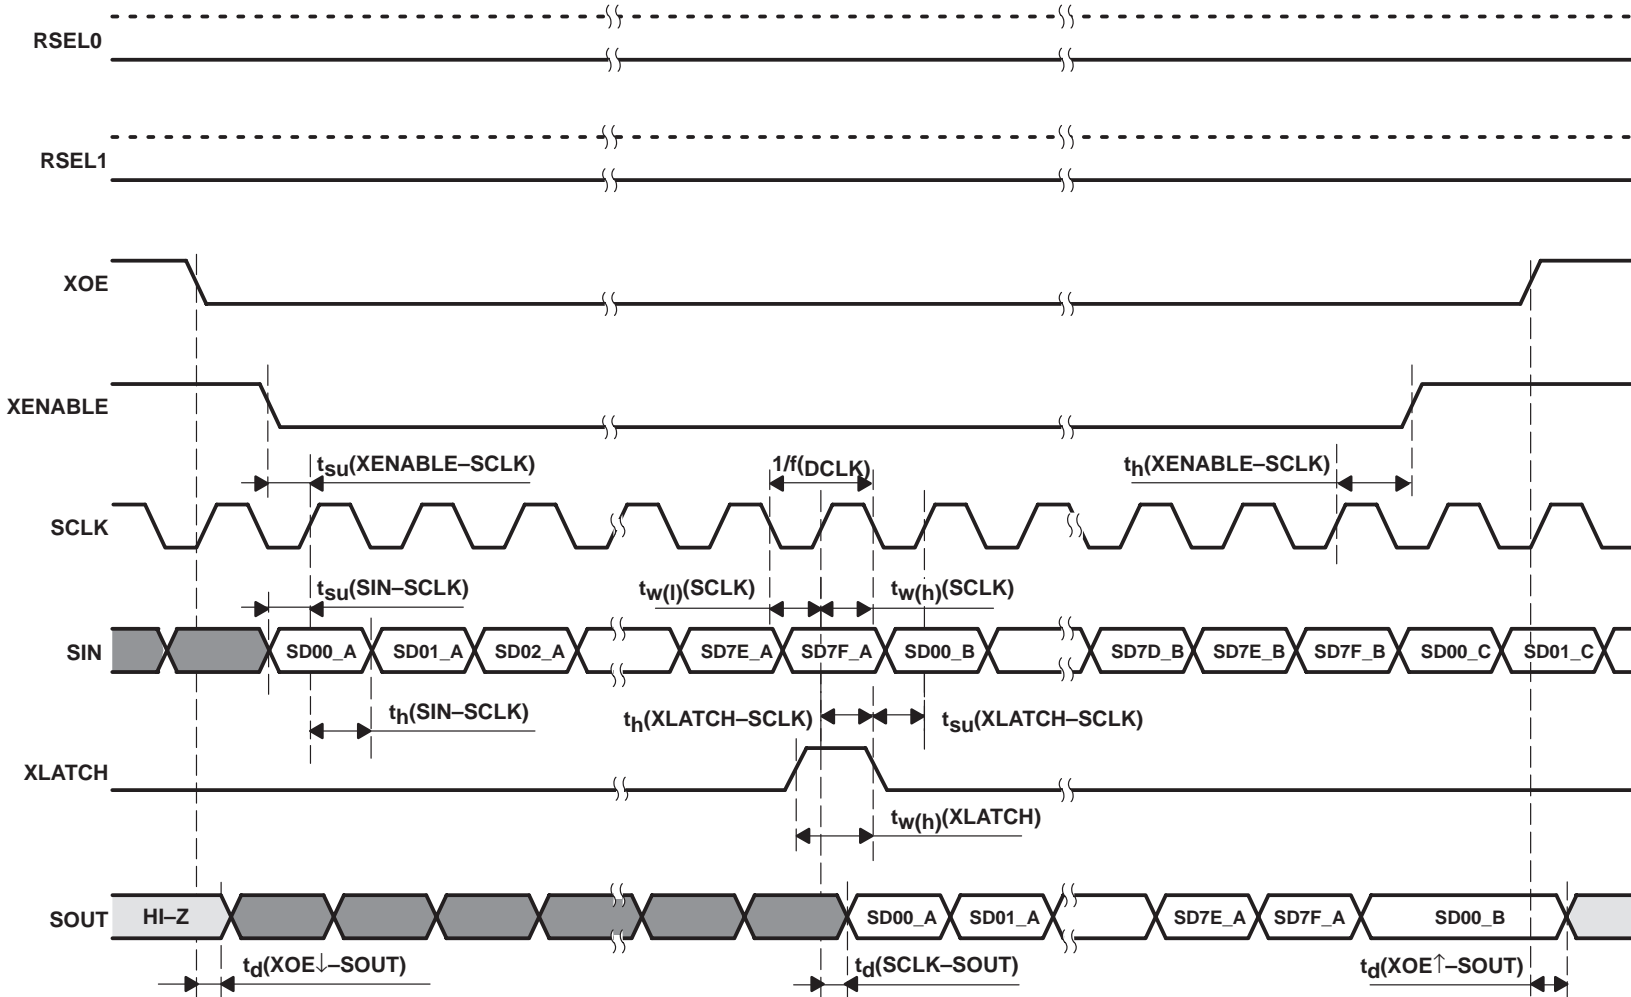 RSEL0
RSEL1
XOE
XENABLE
tsu(XENABLE–SCLK)
1/f(DCLK)
th(XENABLE–SCLK)
SCLK
tsu(SIN–SCLK)
tw(l)(SCLK)
tw(h)(SCLK)
SIN
SD00_A
SD01_A
SD02_A
SD7E_A
SD7F_A
SD00_B
SD7D_B
SD7E_B
SD7F_B
SD00_C
SD01_C
th(SIN–SCLK)
th(XLATCH–SCLK)
tsu(XLATCH–SCLK)
XLATCH
tw(h)(XLATCH)
SOUT
HI–Z
SD00_A
SD01_A
SD7E_A
SD7F_A
SD00_B
td(XOE↓–SOUT)
td(SCLK–SOUT)
td(XOE↑–SOUT)